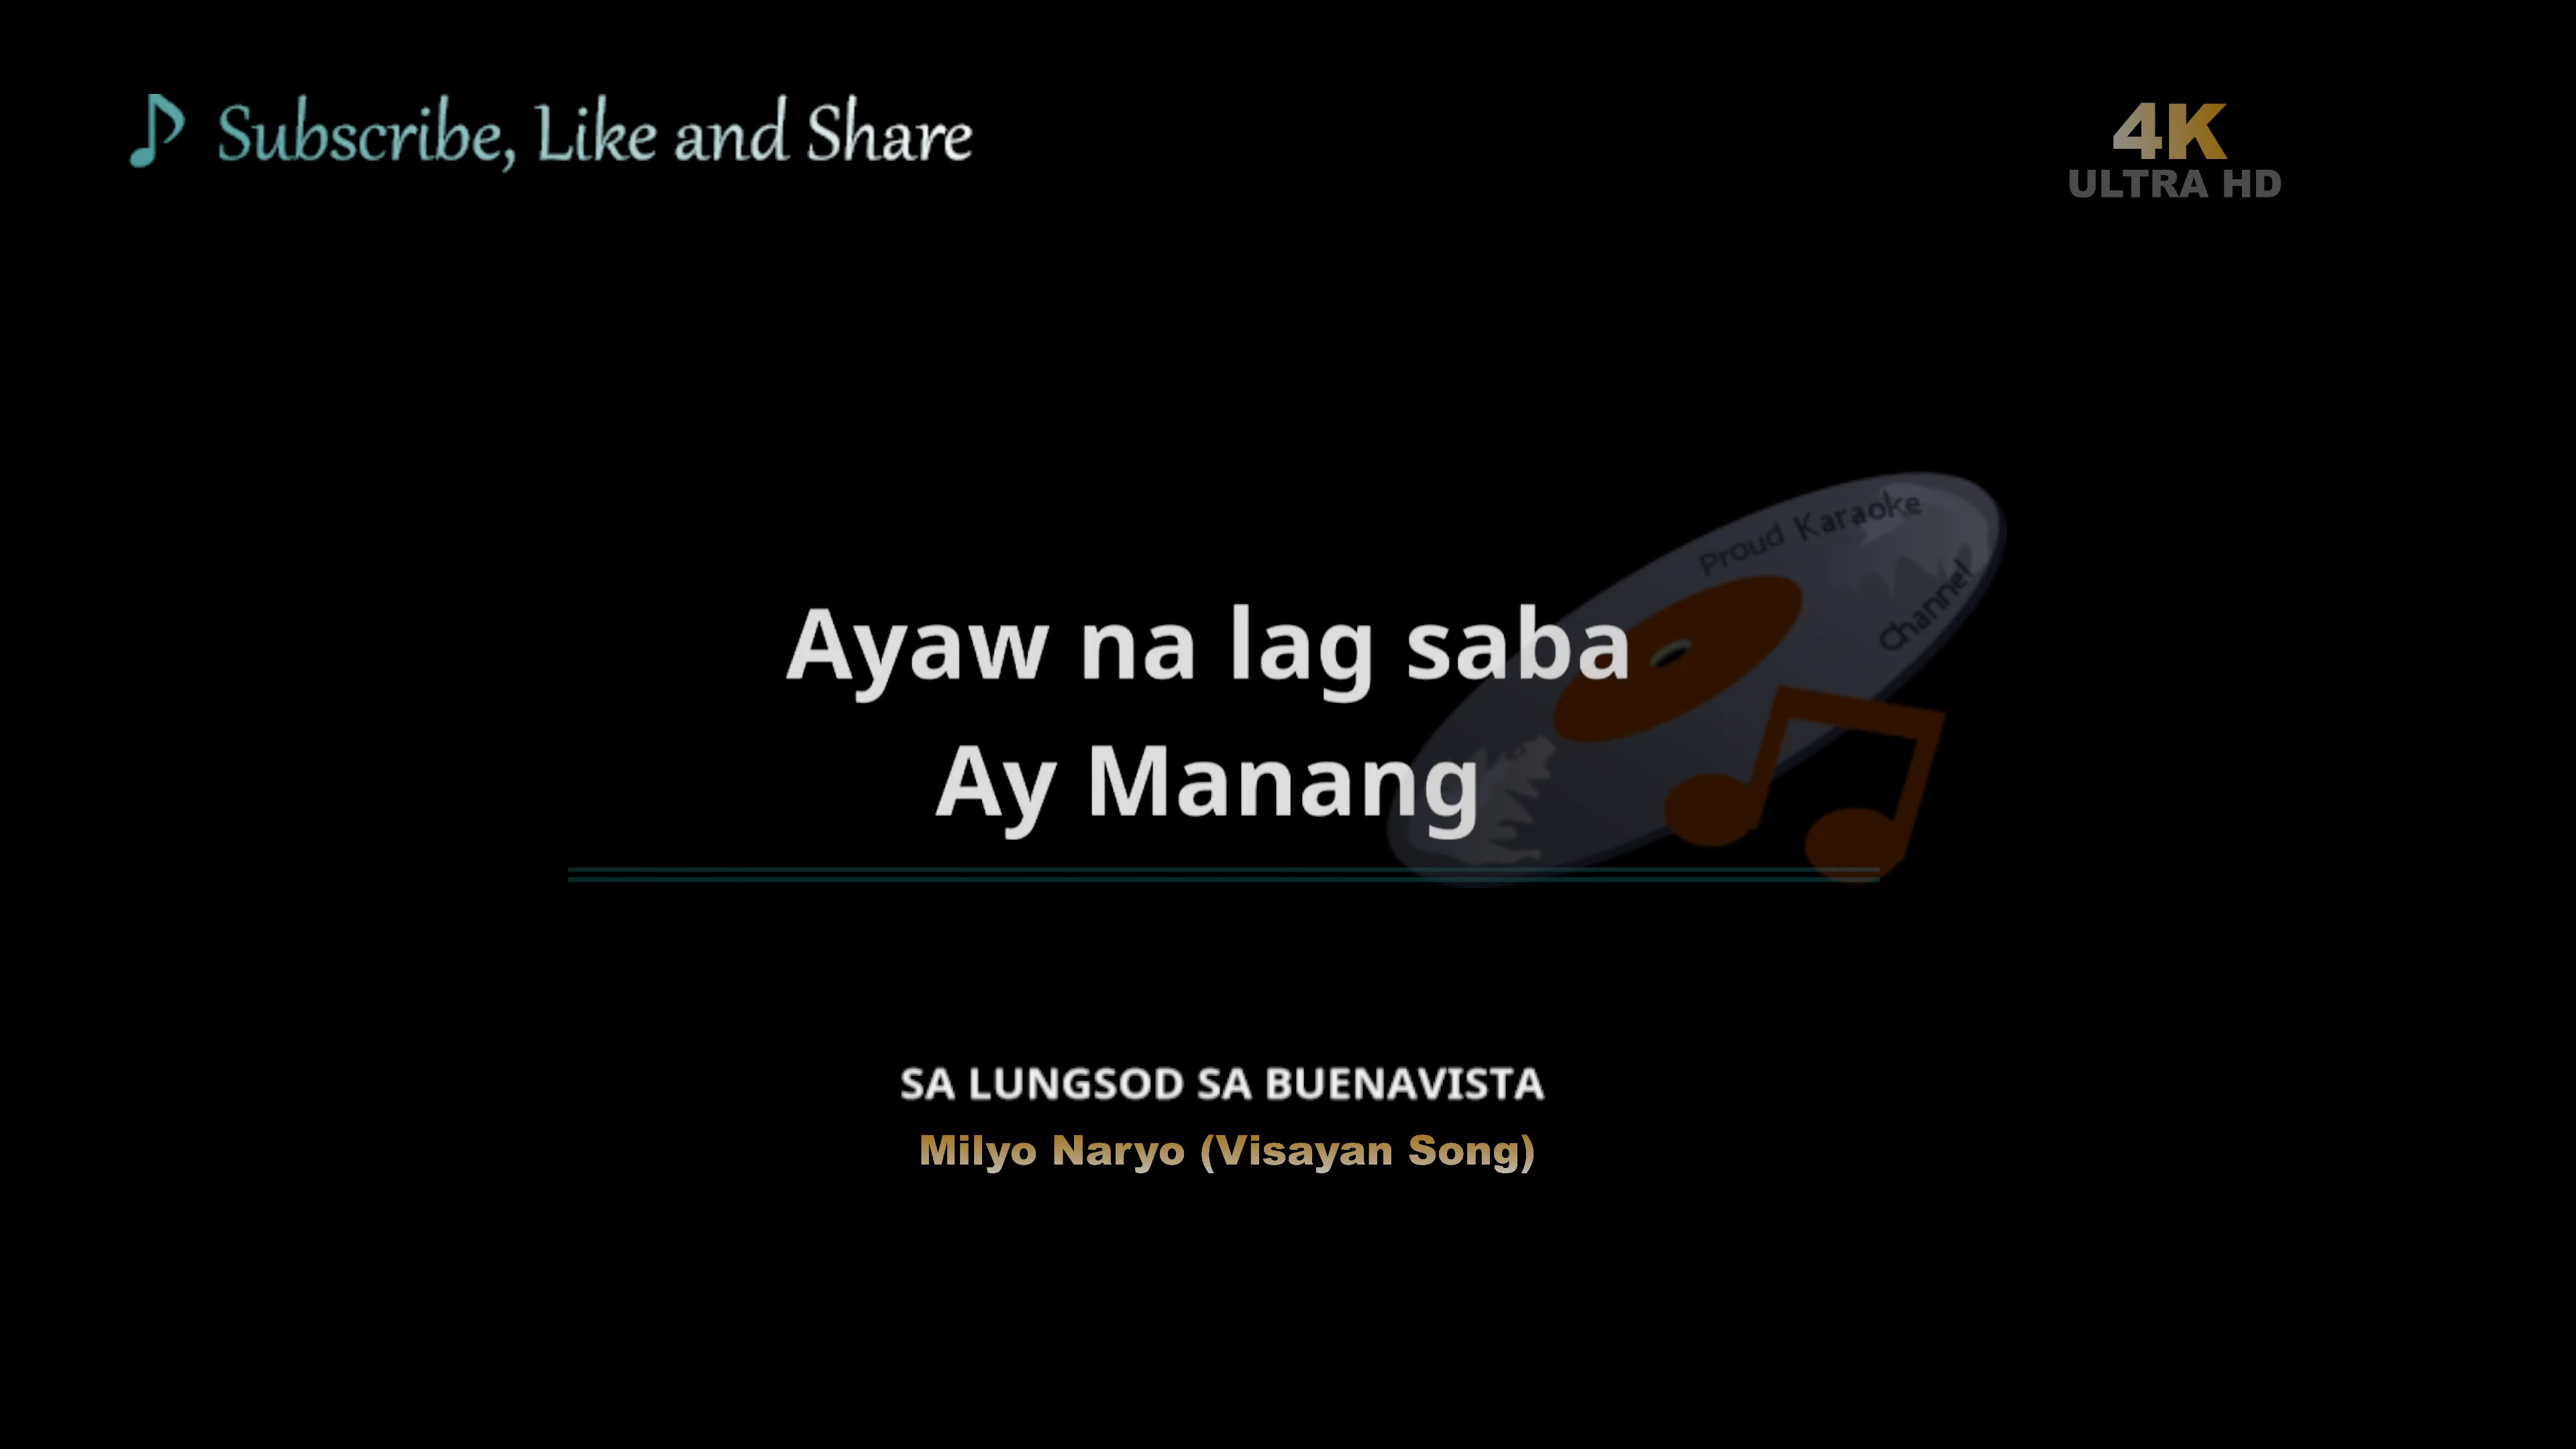 Subscribe, Like and Share
4K
ULTRA HD
Proud Karaoke
channel
Ayaw na lag saba
Ay Manang
SA LUNGSOD SA BUENAVISTA
Milyo Naryo (Visayan Song)